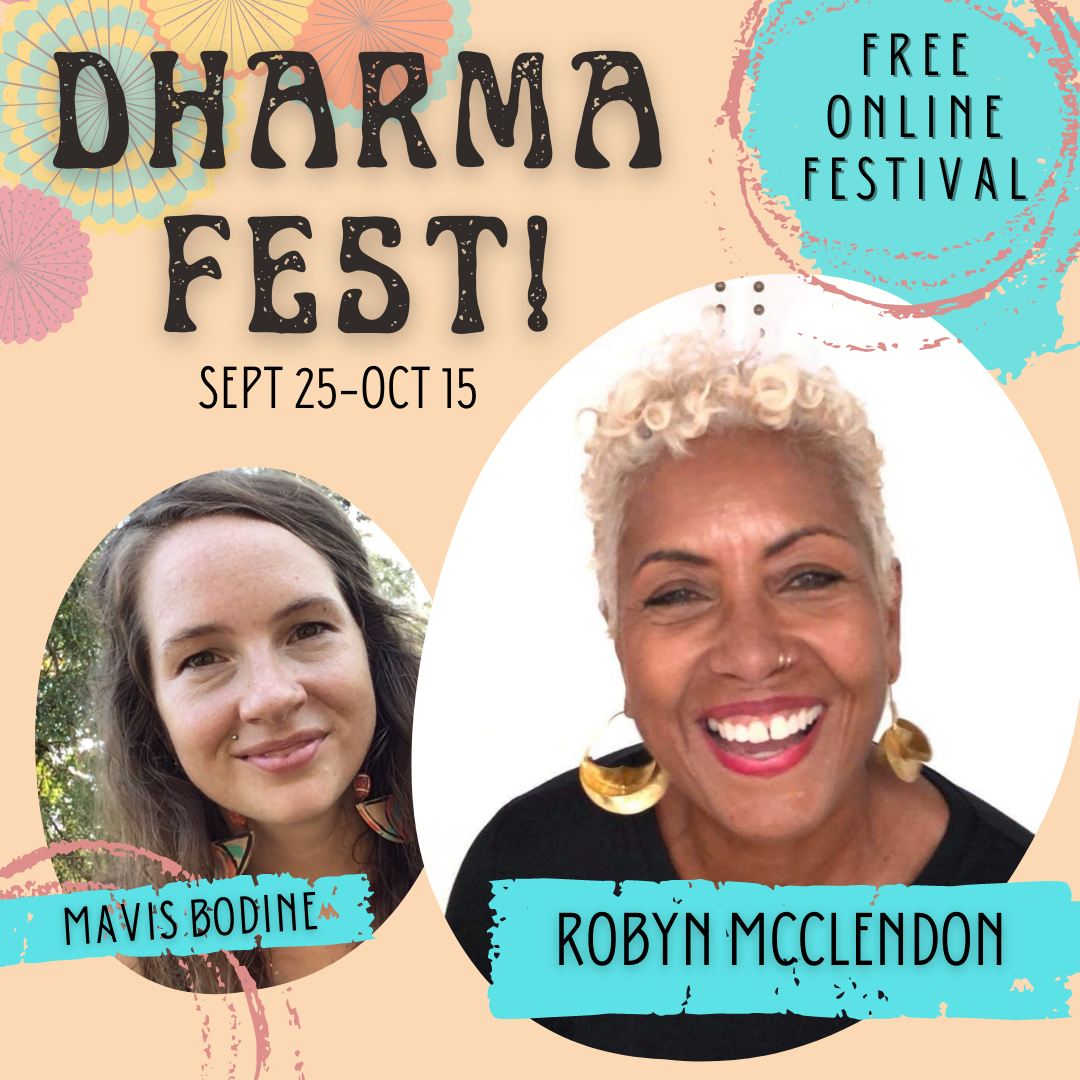 DHARMA
FEST!
SEPT 25-OCT 15
FREE
ONLINE
FESTIVAL
MAVIS BODINE
ROBYN MCCLENDON